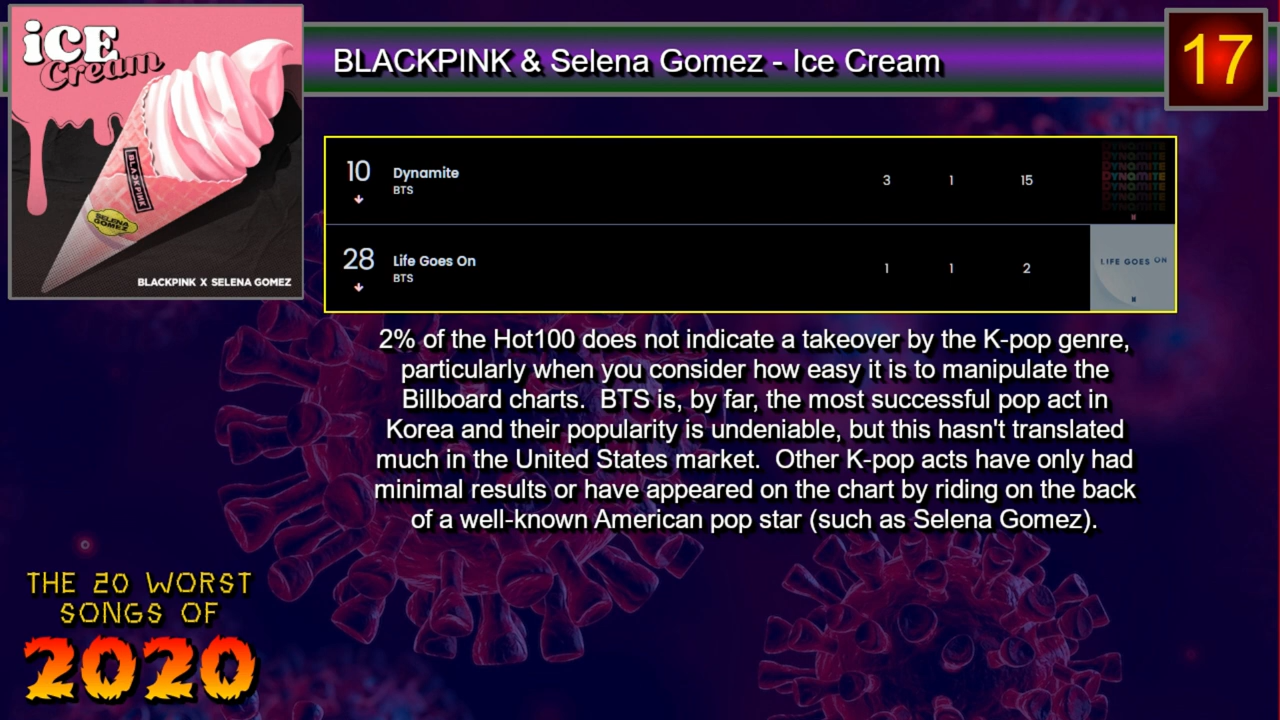 iCE
Cream
BLACKPINK
SELENA
GOMEZ
BLACKPINK X SELENA GOMEZ
BLACKPINK & Selena Gomez - Ice Cream
17
10 Dynamite 3 1 15
BTS
DYNAMITE
DYNAMITE
DYNAMITE
DYNAMITE
DYNAMITE
DYNAMITE
DYNAMITE
28 Life Goes On 1 1 2
BTS
LIFE GOES ON
2% of the Hot100 does not indicate a takeover by the K-pop genre,
particularly when you consider how easy it is to manipulate the
Billboard charts.  BTS is, by far, the most successful pop act in
Korea and their popularity is undeniable, but this hasn't translated
much in the United States market.  Other K-pop acts have only had
minimal results or have appeared on the chart by riding on the back
of a well-known American pop star (such as Selena Gomez).
THE 20 WORST
SONGS OF
2020